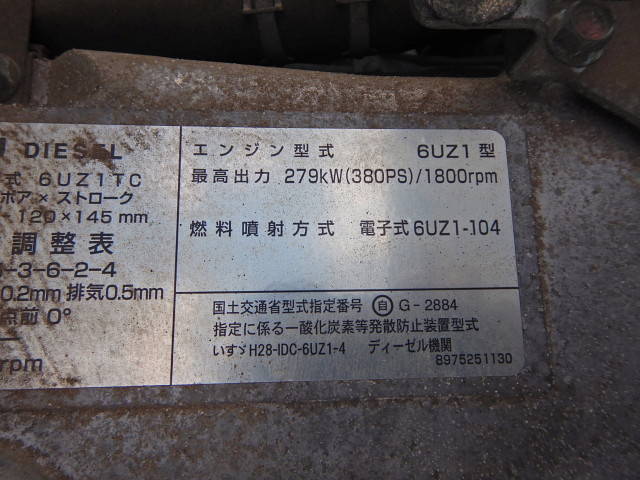 DIESEL
式 6UZ1TC
ボア×ストローク
120×145 mm
調整表
-3-6-2-4
0.2mm 排気0.5mm
点前 0°
rpm
エンジン型式 6UZ1型
最高出力 279kW(380PS)/1800rpm
燃料噴射方式 電子式6UZ1-104
国土交通省型式指定番号 自 G-2884
指定に係る一酸化炭素等発散防止装置型式
いすゞH28-IDC-6UZ1-4 ディーゼル機関
8975251130